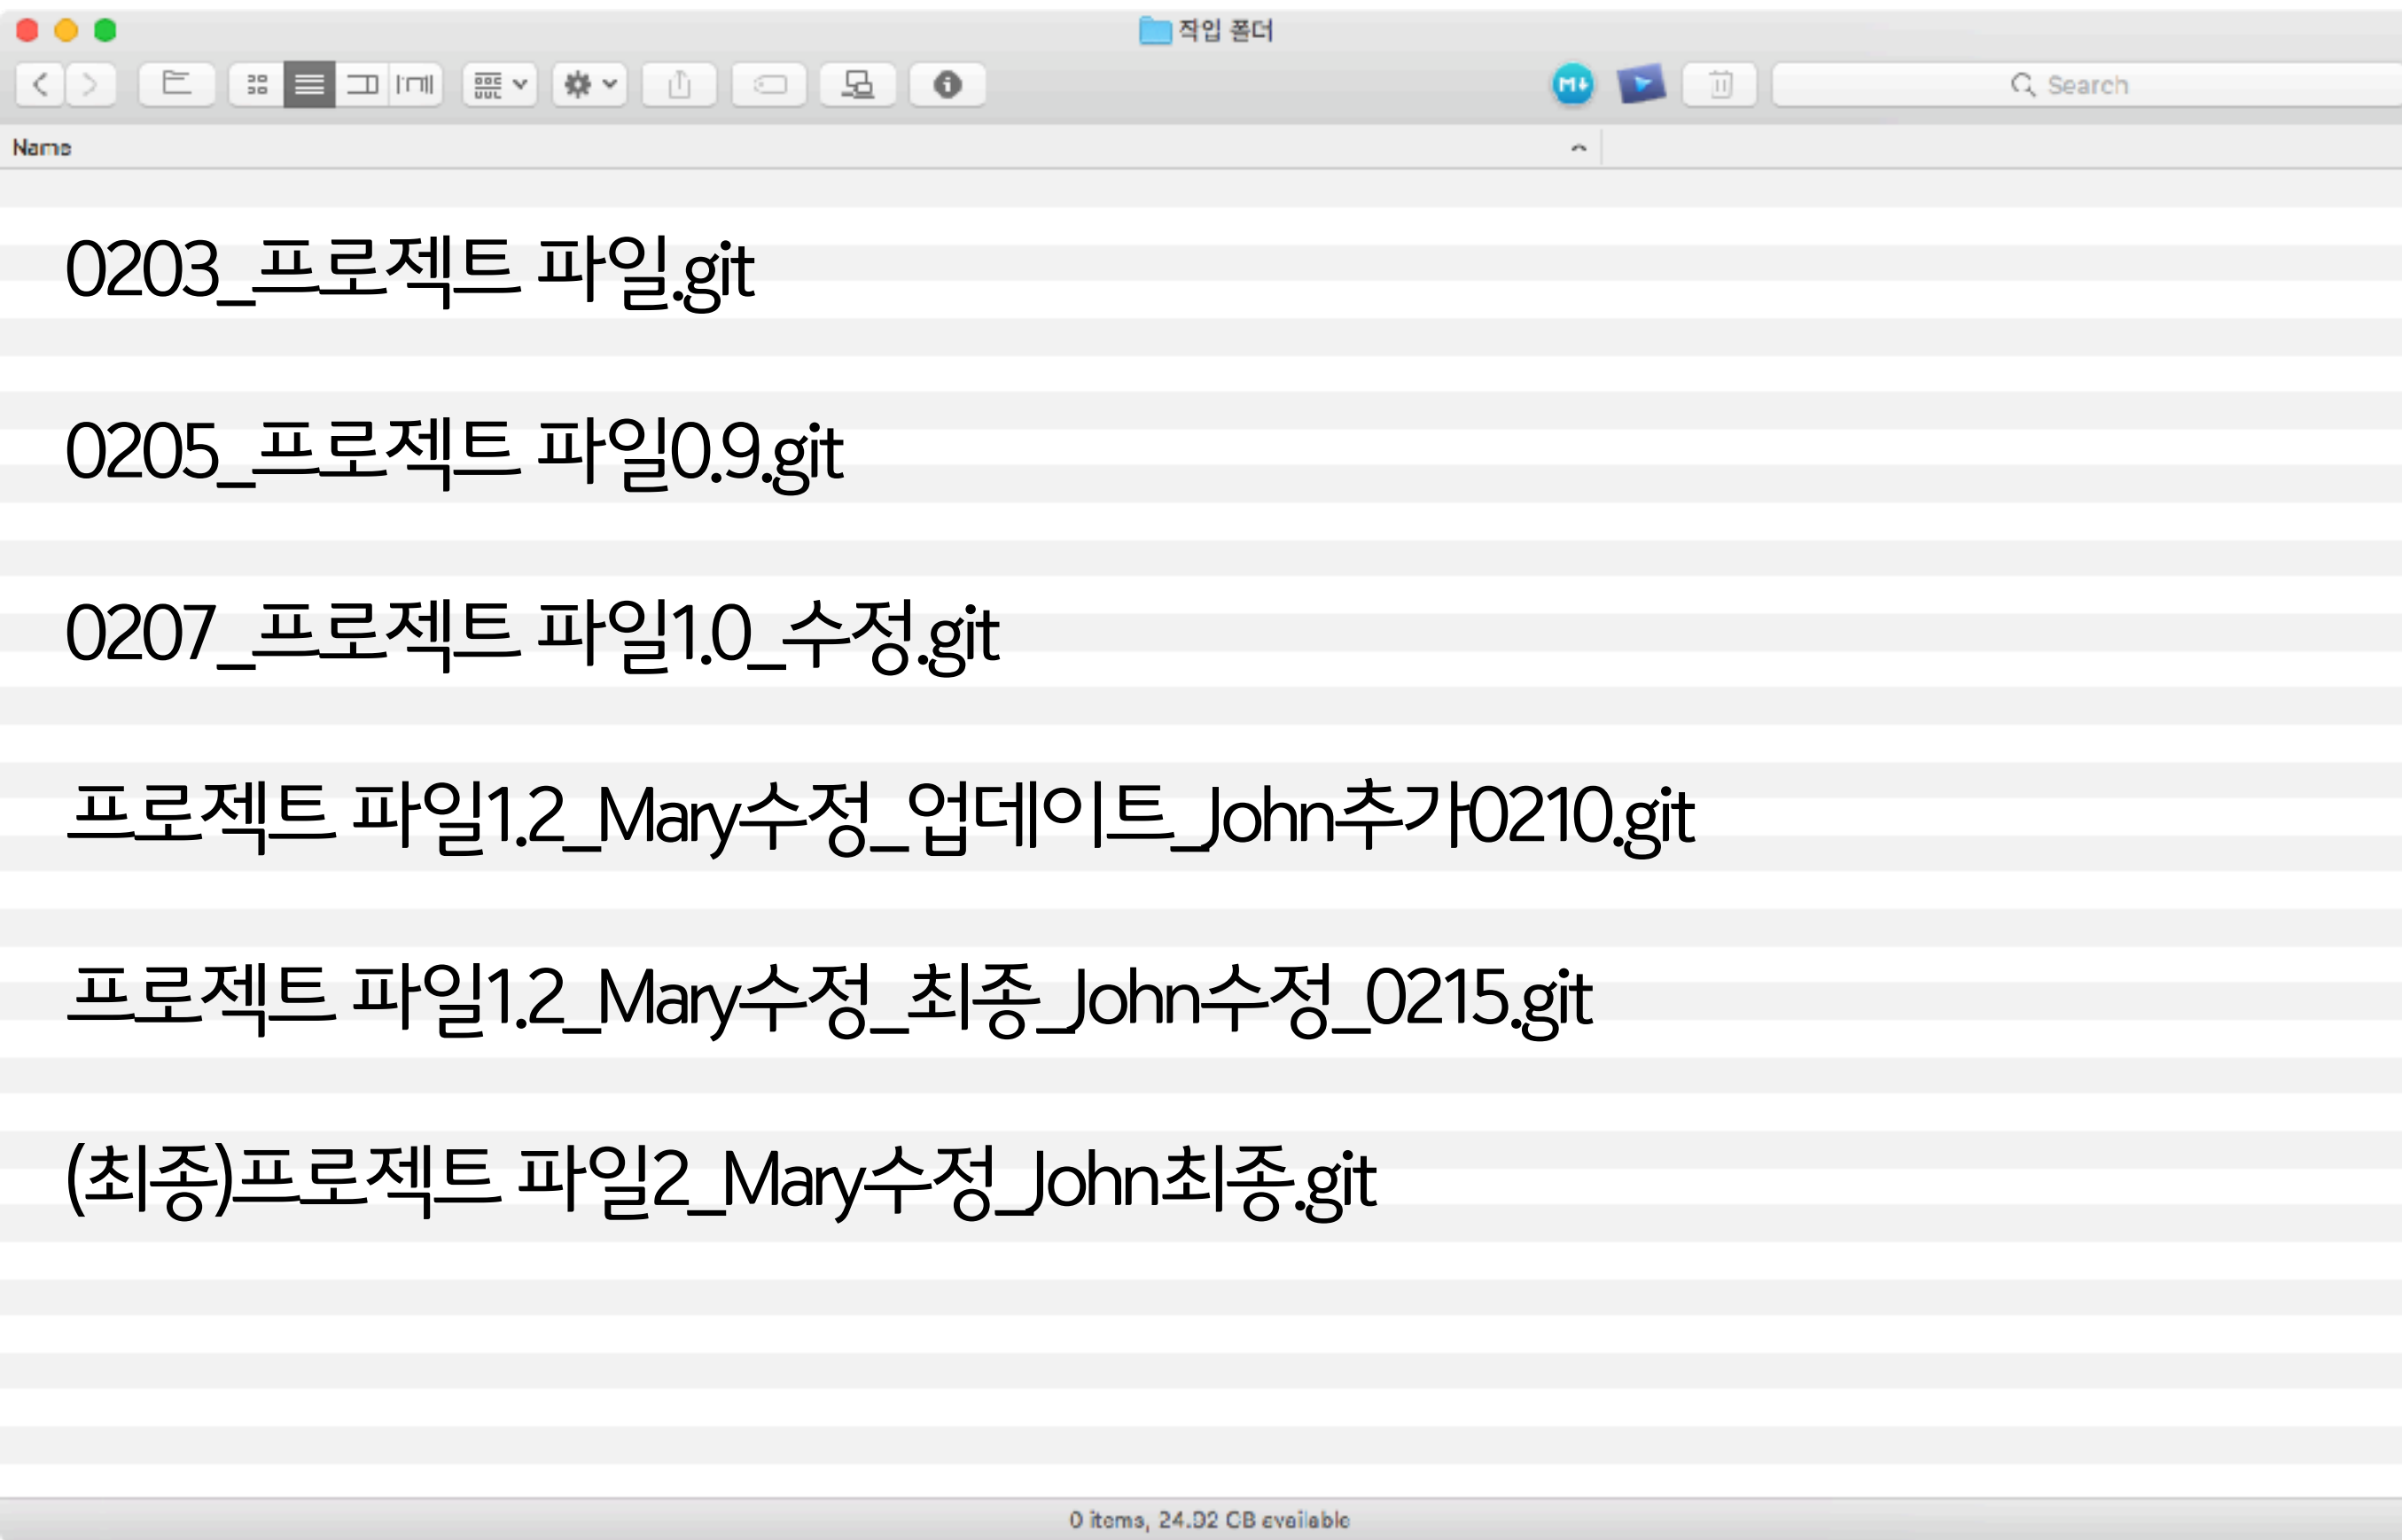 작업 폴더
M↓
Search
Name
0203_프로젝트 파일.git
0205_프로젝트 파일0.9.git
0207_프로젝트 파일1.0_수정.git
프로젝트 파일1.2_Mary수정_업데이트_John추가0210.git
프로젝트 파일1.2_Mary수정_최종_John수정_0215.git
(최종)프로젝트 파일2_Mary수정_John최종.git
0 items, 24.92 GB available